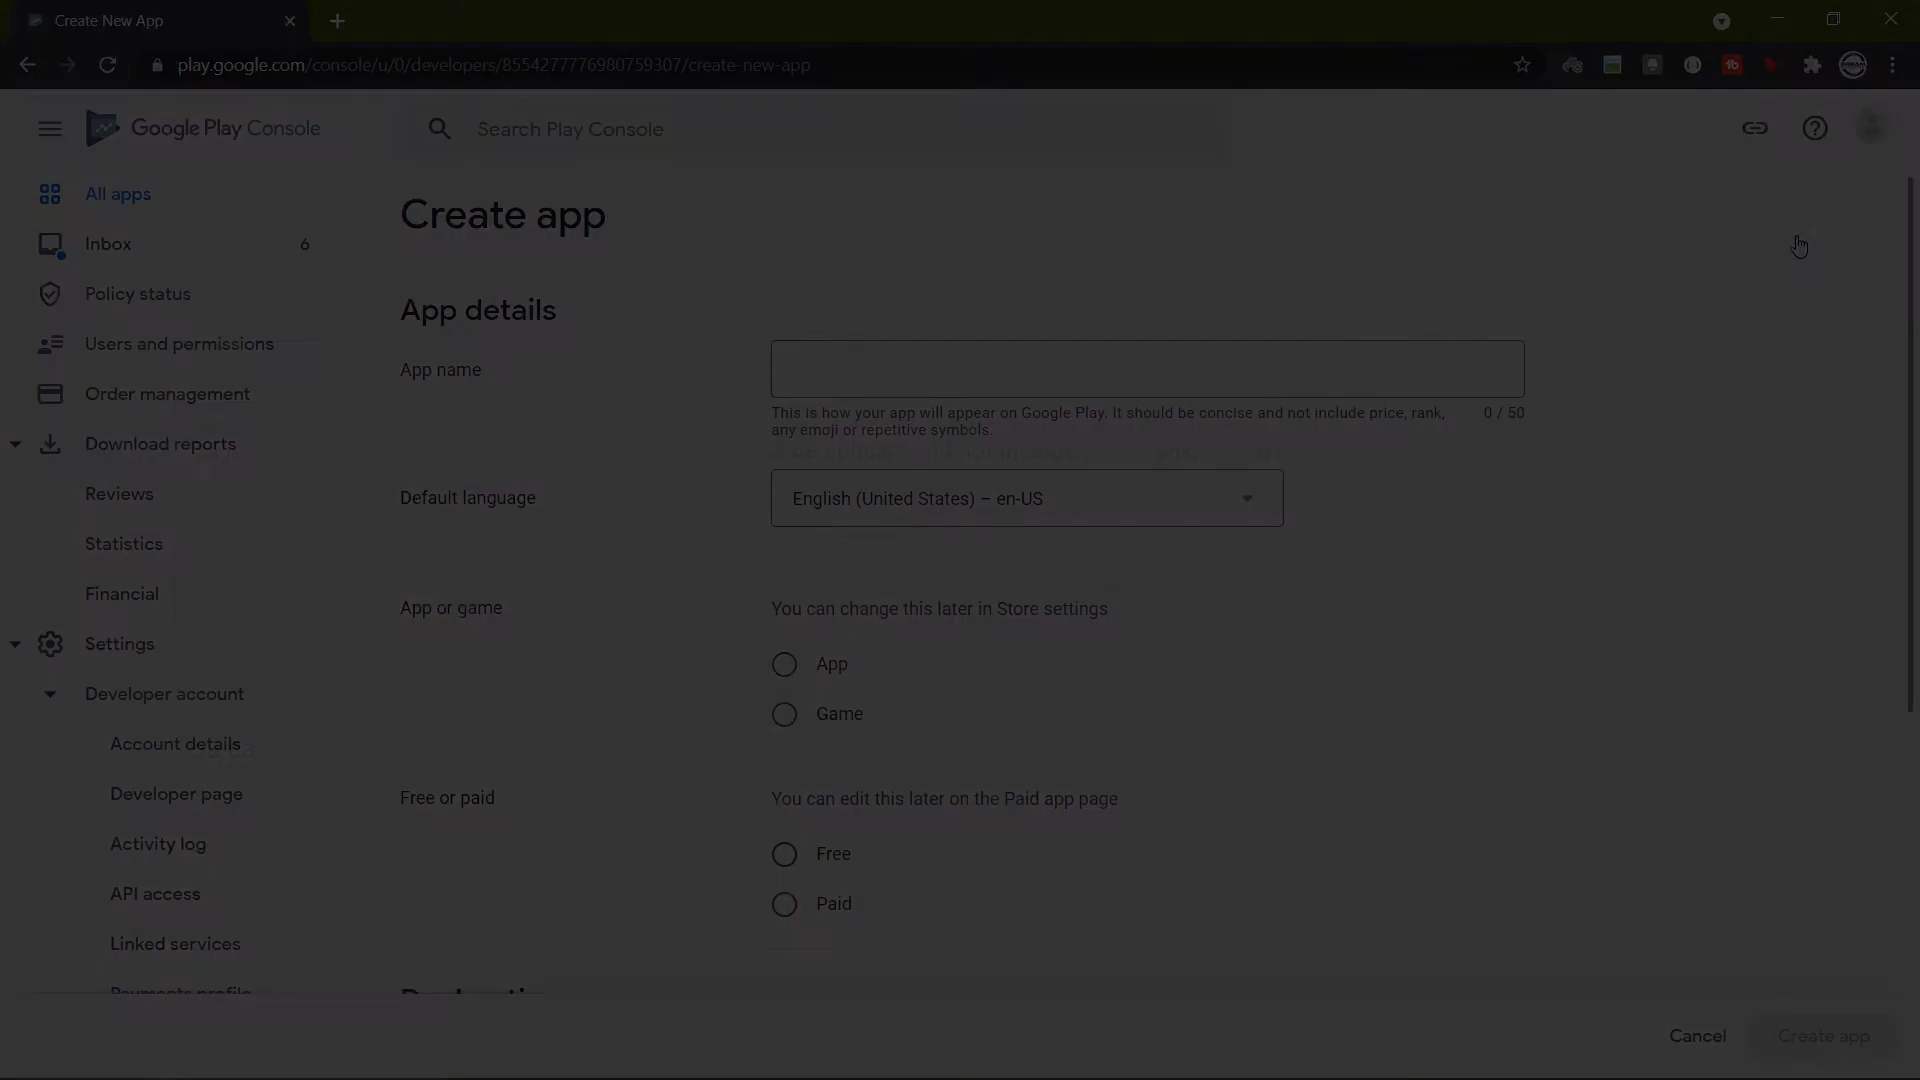 Create New App
play.google.com/console/u/0/developers/8554277776980759307/create-new-app
Google Play Console
Search Play Console
All apps
Inbox 6
Policy status
Users and permissions
Order management
Download reports
Reviews
Statistics
Financial
Settings
Developer account
Account details
Developer page
Activity log
API access
Linked services
Payments profile
Create app
App details
App name
This is how your app will appear on Google Play. It should be concise and not include price, rank, 0 / 50
any emoji or repetitive symbols.
Default language
English (United States) – en-US
App or game
You can change this later in Store settings
App
Game
Free or paid
You can edit this later on the Paid app page
Free
Paid
Cancel
Create app